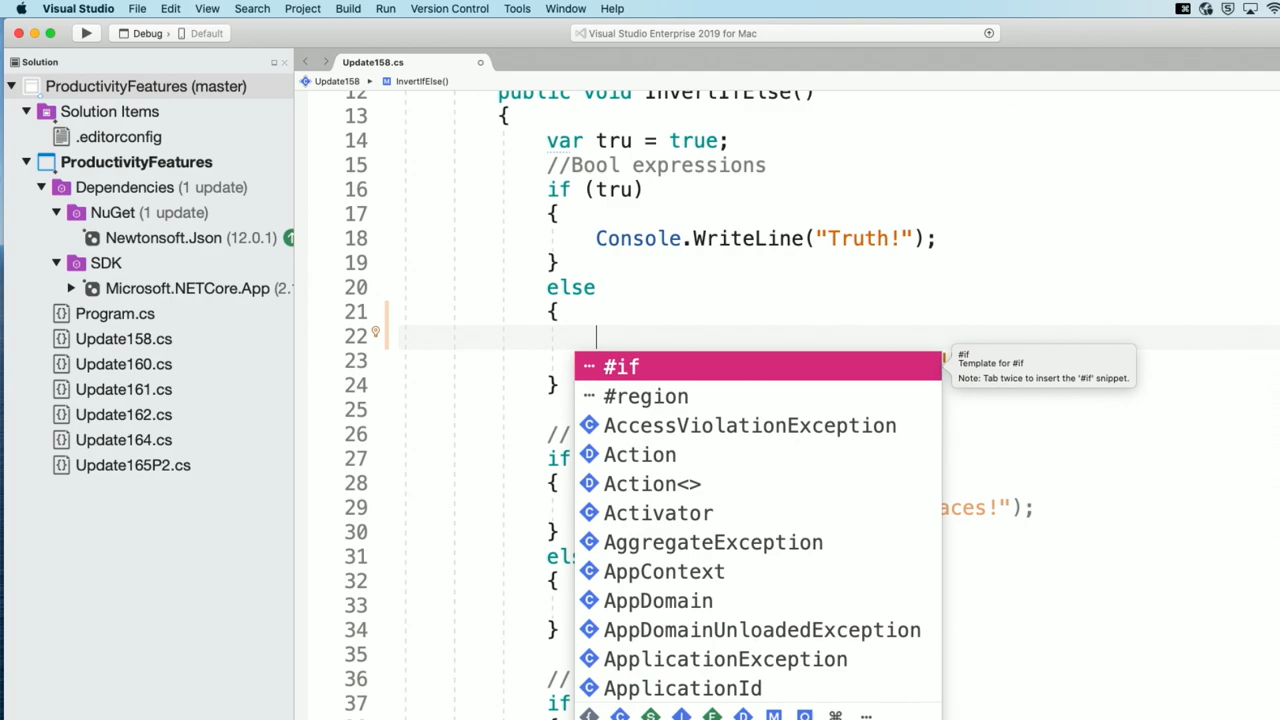 Visual Studio File Edit View Search Project Build Run Version Control Tools Window Help
Debug › Default
Visual Studio Enterprise 2019 for Mac
Solution
Update158.cs
Update158 InvertIfElse()
ProductivityFeatures (master)
Solution Items
.editorconfig
ProductivityFeatures
Dependencies (1 update)
NuGet (1 update)
Newtonsoft.Json (12.0.1)
SDK
Microsoft.NETCore.App (2.
Program.cs
Update158.cs
Update160.cs
Update161.cs
Update162.cs
Update164.cs
Update165P2.cs
12 public void InvertIfElse()
13 {
14 var tru = true;
15 //Bool expressions
16 if (tru)
17 {
18 Console.WriteLine("Truth!");
19 }
20 else
21 {
22
23
24 }
25
26 //
27 if
28 {
29 aces!");
30 }
31 els
32 {
33
34 }
35
36 //
37 if
#if
#region
AccessViolationException
Action
Action<>
Activator
AggregateException
AppContext
AppDomain
AppDomainUnloadedException
ApplicationException
ApplicationId
#if
Template for #if
Note: Tab twice to insert the '#if' snippet.